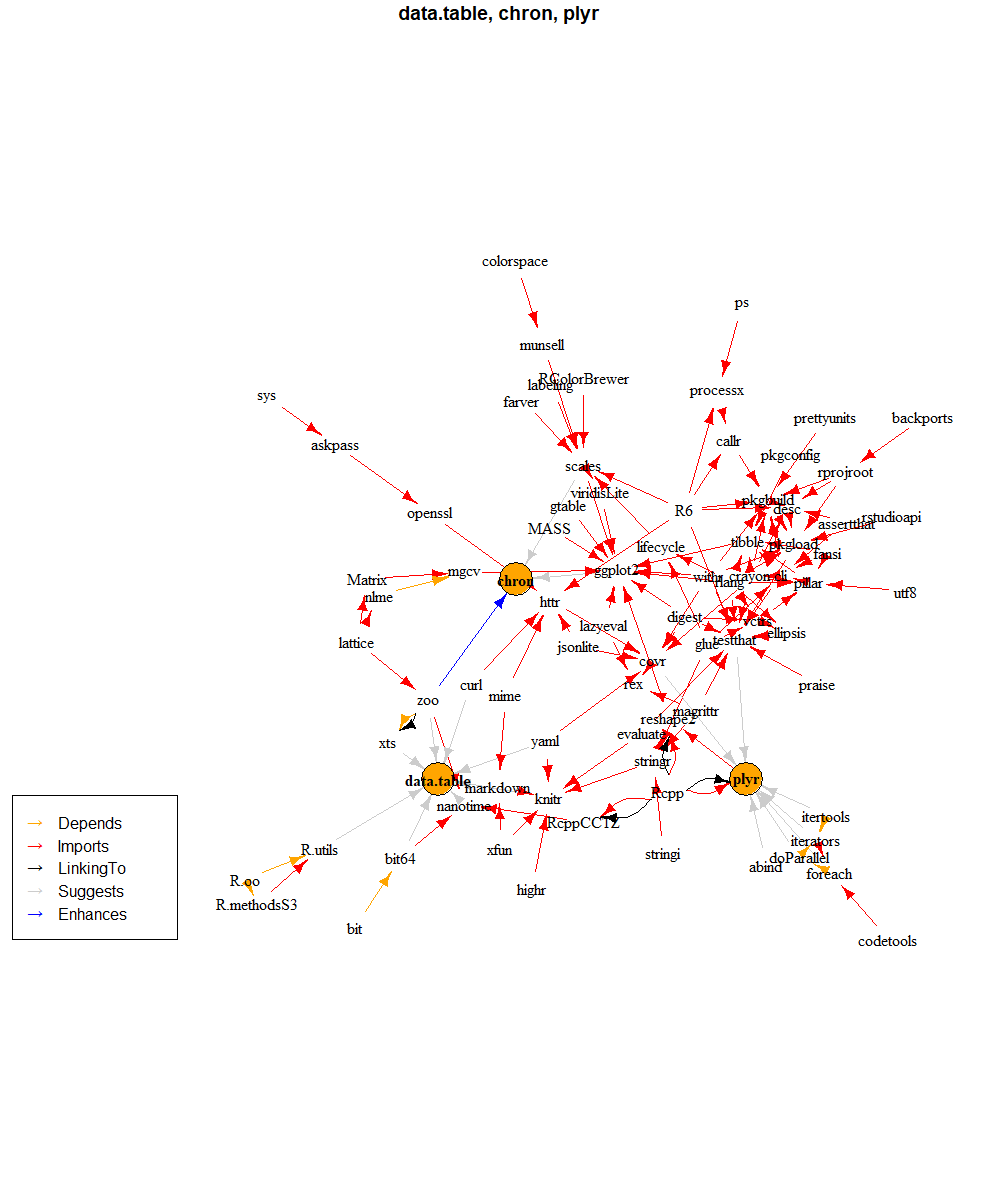 data.table, chron, plyr
colorspace
ps
munsell
RColorBrewer
labeling
processx
sys
farver
prettyunits
backports
askpass
callr
pkgconfig
scales
rprojroot
viridisLite
pkgbuild
gtable
desc
openssl
R6
rstudioapi
assertthat
MASS
tibble
pkgload
lifecycle
fansi
mgcv
ggplot2
Matrix
chron
withr
crayon
cli
rlang
pillar
utf8
nlme
httr
digest
vctrs
lazyeval
ellipsis
lattice
jsonlite
glue
testthat
covr
rex
praise
curl
mime
zoo
magrittr
reshape2
evaluate
xts
yaml
stringr
data.table
plyr
markdown
Rcpp
knitr
nanotime
RcppCCTZ
itertools
iterators
xfun
stringi
doParallel
R.utils
bit64
abind
foreach
R.oo
highr
R.methodsS3
bit
codetools
Depends
Imports
LinkingTo
Suggests
Enhances